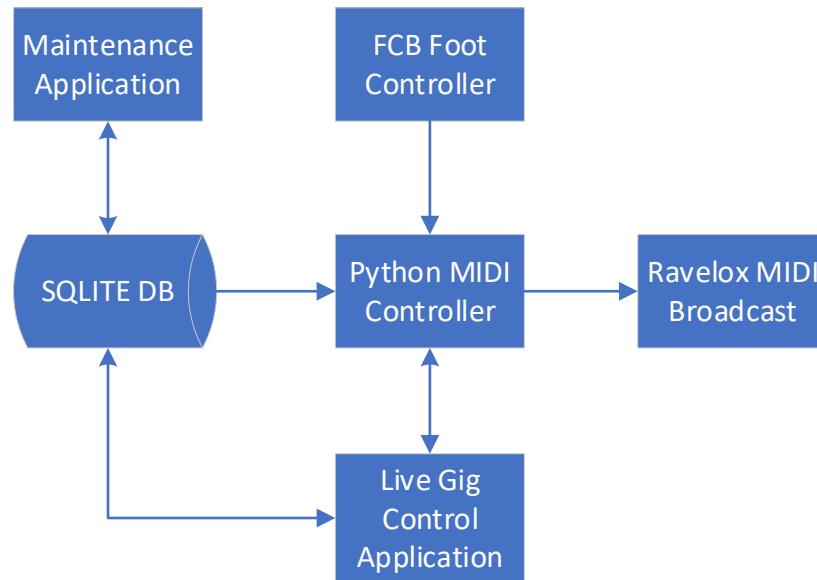 Maintenance
Application
FCB Foot
Controller
SQLITE DB
Python MIDI
Controller
Ravelox MIDI
Broadcast
Live Gig
Control
Application